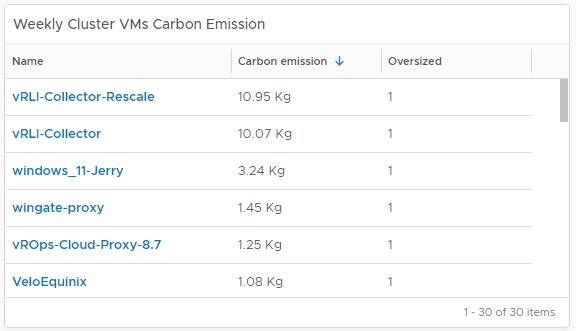 Weekly Cluster VMs Carbon Emission
Name Carbon emission Oversized
vRLI-Collector-Rescale 10.95 Kg 1
vRLI-Collector 10.07 Kg 1
windows_11-Jerry 3.24 Kg 1
wingate-proxy 1.45 Kg 1
vROps-Cloud-Proxy-8.7 1.25 Kg 1
VeloEquinix 1.08 Kg 1
1 - 30 of 30 items